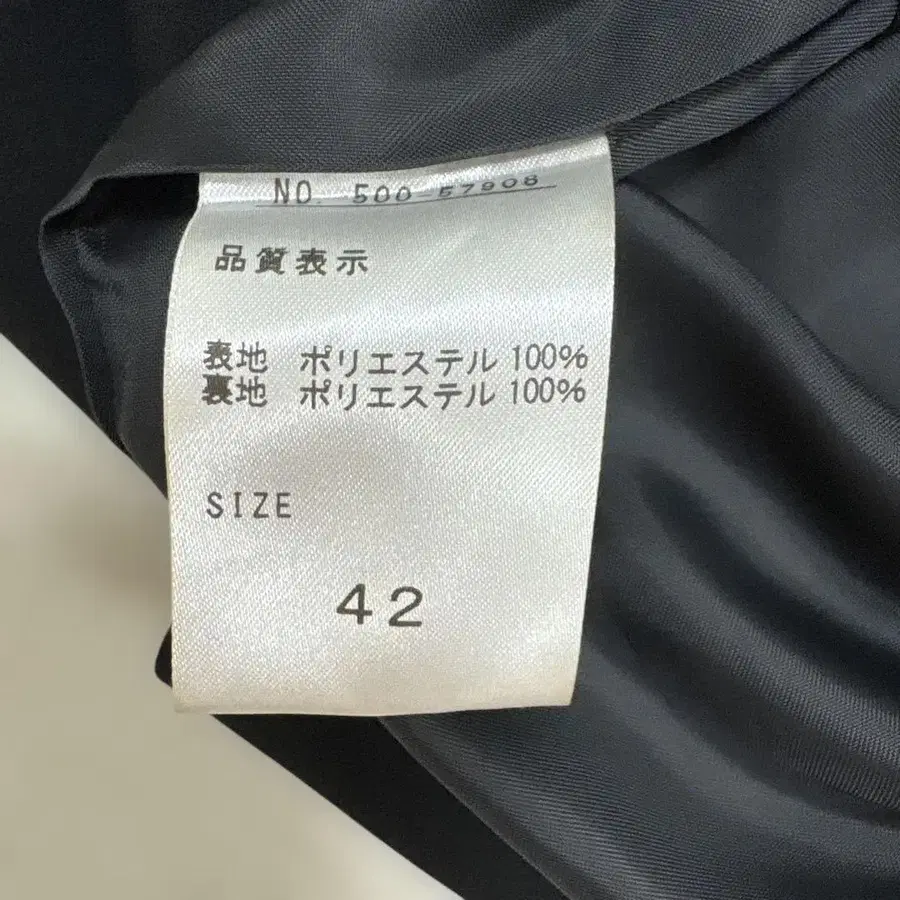 NO. 500-57908
品質表示
表地 ポリエステル 100%
裏地 ポリエステル 100%
SIZE
42